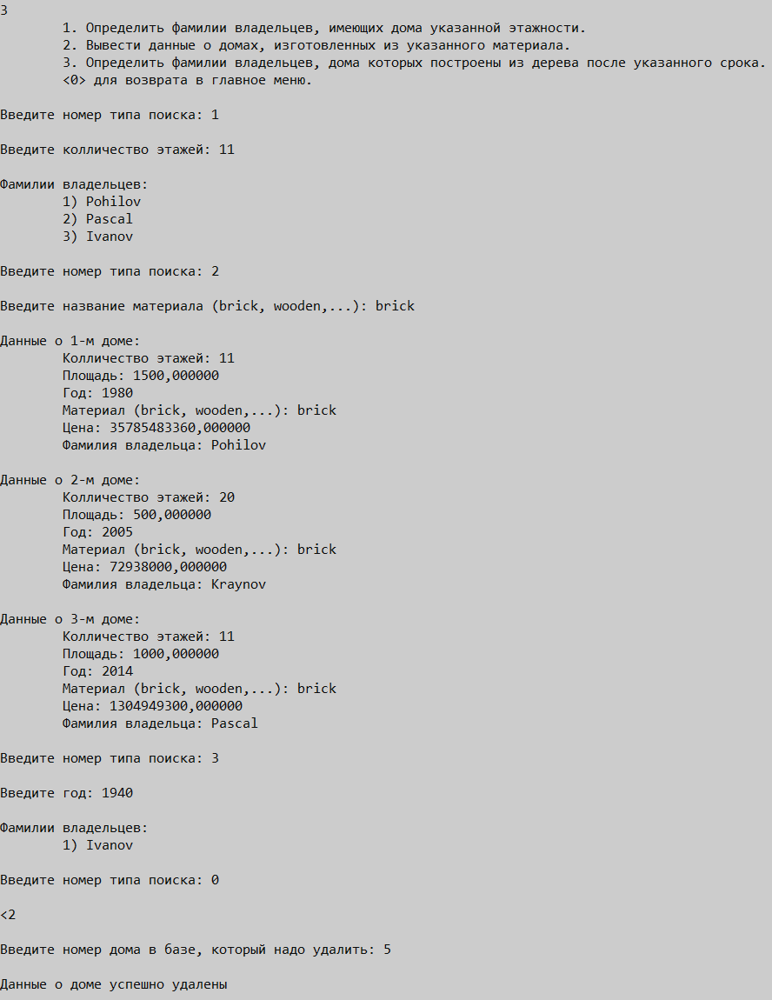 3
1. Определить фамилии владельцев, имеющих дома указанной этажности.
2. Вывести данные о домах, изготовленных из указанного материала.
3. Определить фамилии владельцев, дома которых построены из дерева после указанного срока.
<0> для возврата в главное меню.
Введите номер типа поиска: 1
Введите колличество этажей: 11
Фамилии владельцев:
1) Pohilov
2) Pascal
3) Ivanov
Введите номер типа поиска: 2
Введите название материала (brick, wooden,...): brick
Данные о 1-м доме:
Колличество этажей: 11
Площадь: 1500,000000
Год: 1980
Материал (brick, wooden,...): brick
Цена: 35785483360,000000
Фамилия владельца: Pohilov
Данные о 2-м доме:
Колличество этажей: 20
Площадь: 500,000000
Год: 2005
Материал (brick, wooden,...): brick
Цена: 72938000,000000
Фамилия владельца: Kraynov
Данные о 3-м доме:
Колличество этажей: 11
Площадь: 1000,000000
Год: 2014
Материал (brick, wooden,...): brick
Цена: 1304949300,000000
Фамилия владельца: Pascal
Введите номер типа поиска: 3
Введите год: 1940
Фамилии владельцев:
1) Ivanov
Введите номер типа поиска: 0
<2
Введите номер дома в базе, который надо удалить: 5
Данные о доме успешно удалены